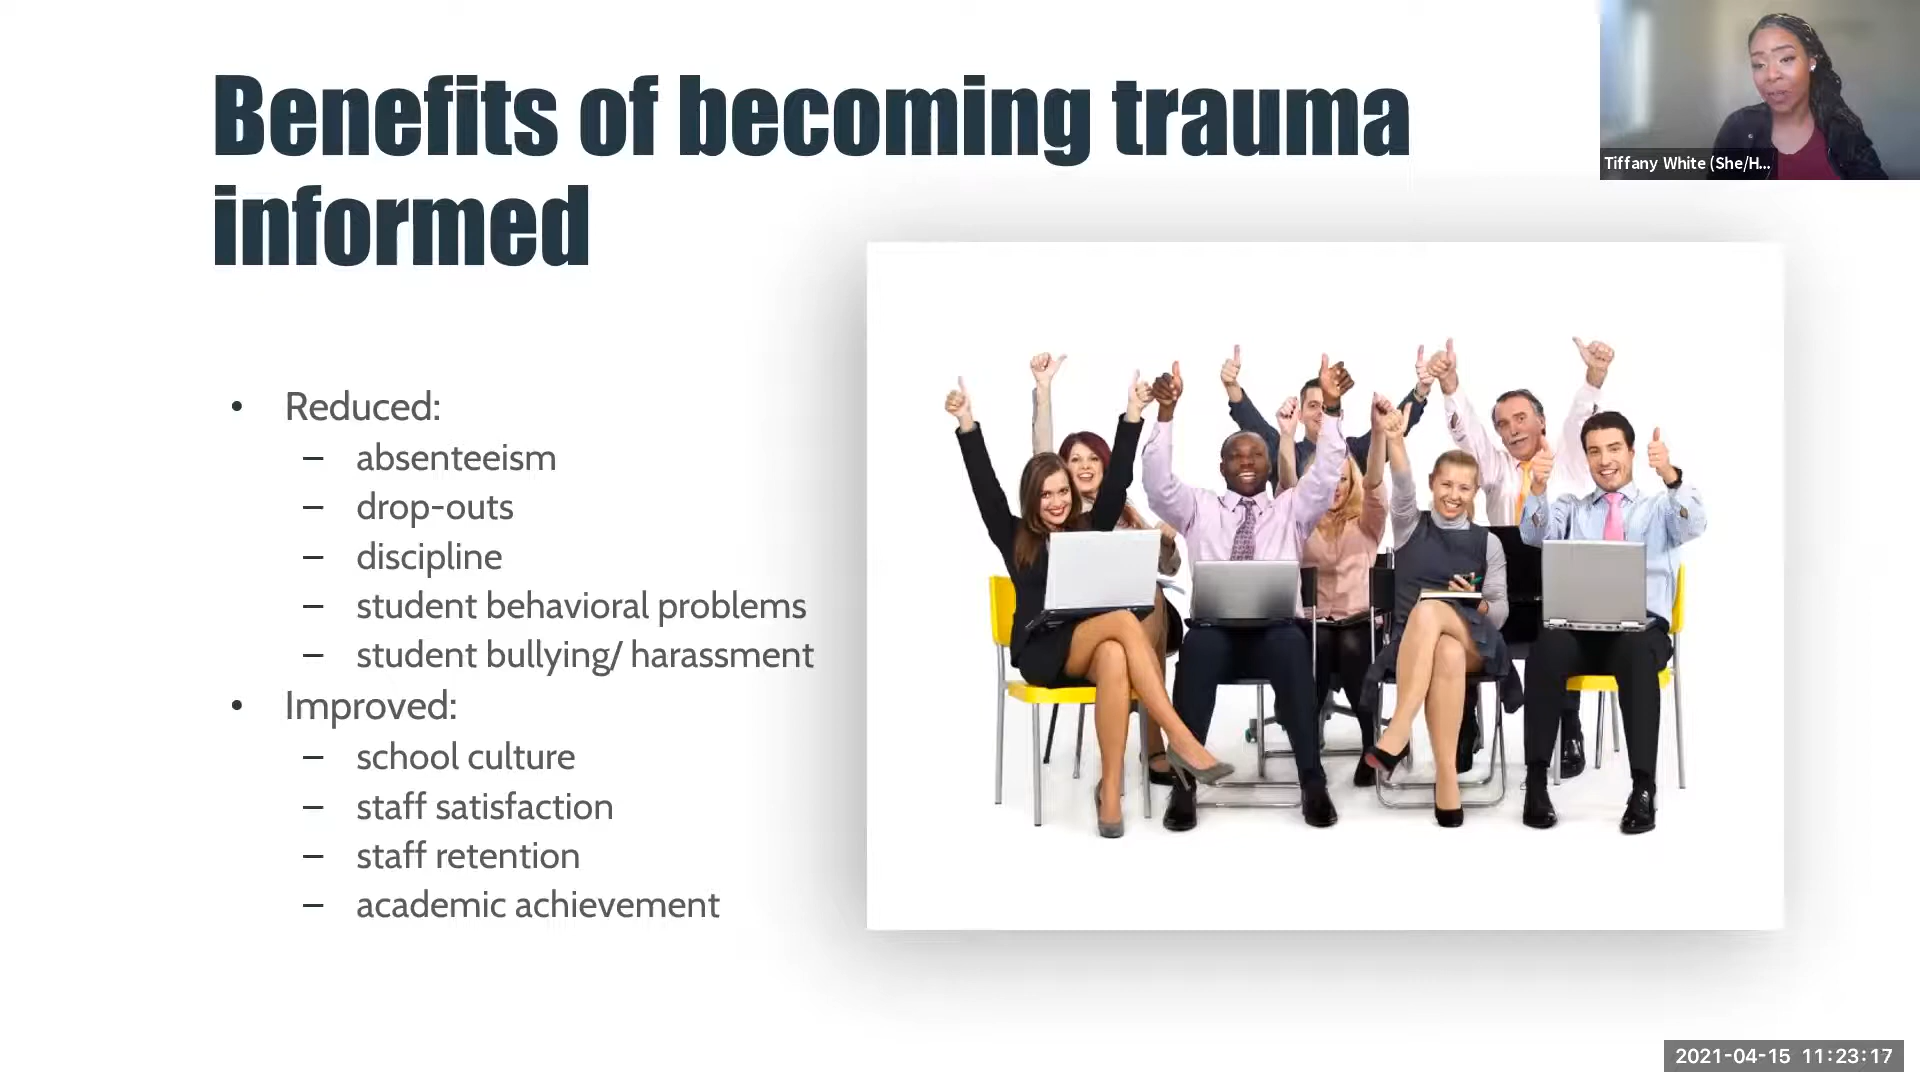 Benefits of becoming trauma
informed
• Reduced:
– absenteeism
– drop-outs
– discipline
– student behavioral problems
– student bullying/ harassment
• Improved:
– school culture
– staff satisfaction
– staff retention
– academic achievement
Tiffany White (She/H...
2021-04-15 11:23:17